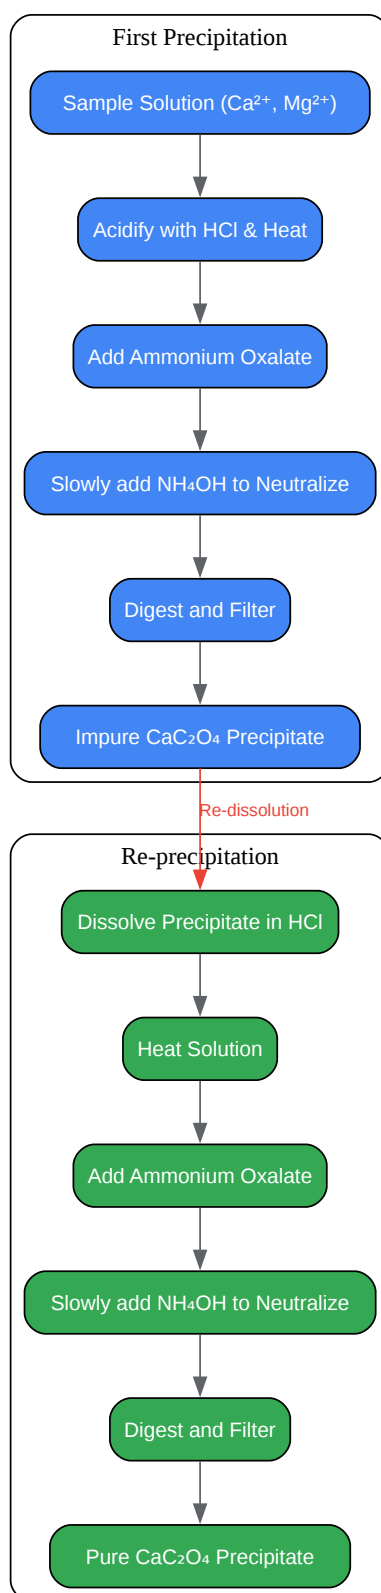 First Precipitation
Sample Solution (Ca²⁺, Mg²⁺)
Acidify with HCl & Heat
Add Ammonium Oxalate
Slowly add NH₄OH to Neutralize
Digest and Filter
Impure CaC₂O₄ Precipitate
Re-dissolution
Re-precipitation
Dissolve Precipitate in HCl
Heat Solution
Add Ammonium Oxalate
Slowly add NH₄OH to Neutralize
Digest and Filter
Pure CaC₂O₄ Precipitate